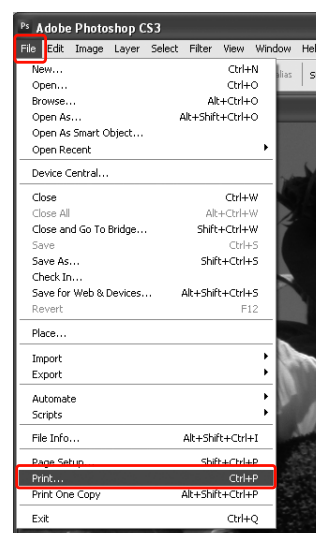 Ps Adobe Photoshop CS3
File Edit Image Layer Select Filter View Window
New... Ctrl+N
Open... Ctrl+O
Browse... Alt+Ctrl+O
Open As... Alt+Shift+Ctrl+O
Open As Smart Object...
Open Recent
Device Central...
Close Ctrl+W
Close All Alt+Ctrl+W
Close and Go To Bridge... Shift+Ctrl+W
Save Ctrl+S
Save As... Shift+Ctrl+S
Check In...
Save for Web & Devices... Alt+Shift+Ctrl+S
Revert F12
Place...
Import
Export
Automate
Scripts
File Info... Alt+Shift+Ctrl+I
Page Setup... Shift+Ctrl+P
Print... Ctrl+P
Print One Copy Alt+Shift+Ctrl+P
Exit Ctrl+Q